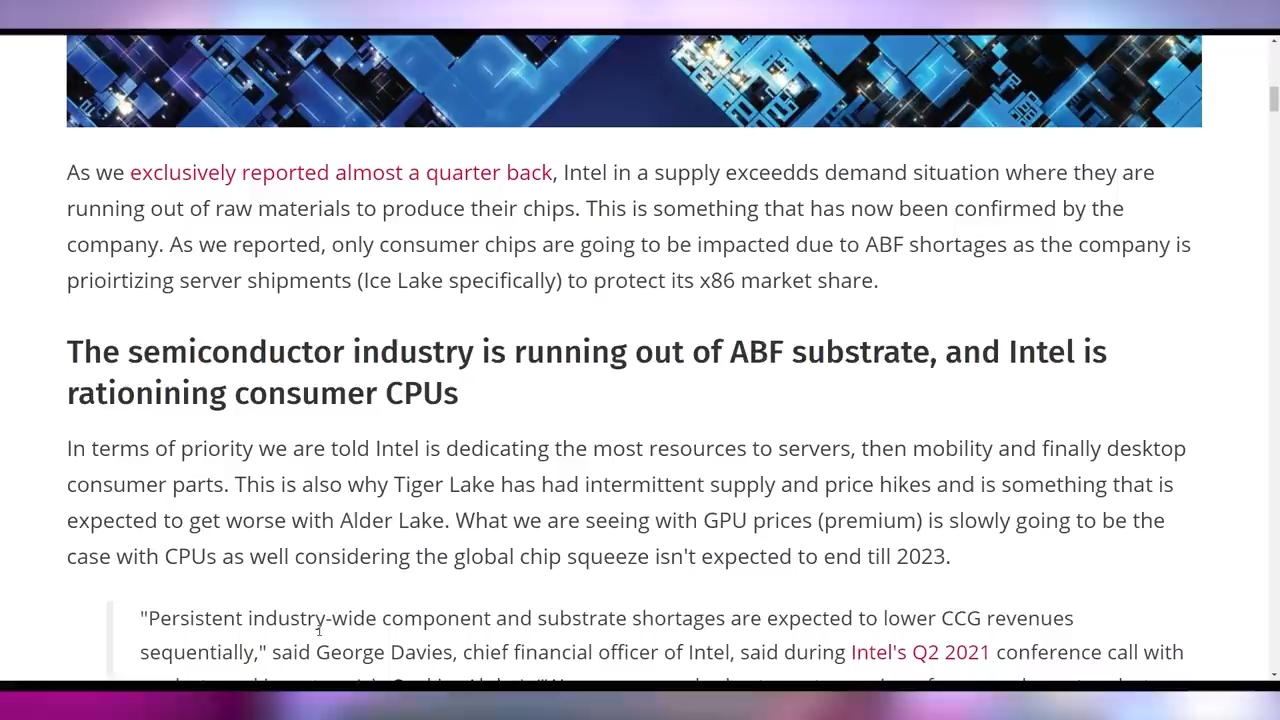 As we exclusively reported almost a quarter back, Intel in a supply exceedds demand situation where they are
running out of raw materials to produce their chips. This is something that has now been confirmed by the
company. As we reported, only consumer chips are going to be impacted due to ABF shortages as the company is
prioirtizing server shipments (Ice Lake specifically) to protect its x86 market share.
The semiconductor industry is running out of ABF substrate, and Intel is
rationining consumer CPUs
In terms of priority we are told Intel is dedicating the most resources to servers, then mobility and finally desktop
consumer parts. This is also why Tiger Lake has had intermittent supply and price hikes and is something that is
expected to get worse with Alder Lake. What we are seeing with GPU prices (premium) is slowly going to be the
case with CPUs as well considering the global chip squeeze isn't expected to end till 2023.
"Persistent industry-wide component and substrate shortages are expected to lower CCG revenues
sequentially," said George Davies, chief financial officer of Intel, said during Intel's Q2 2021 conference call with